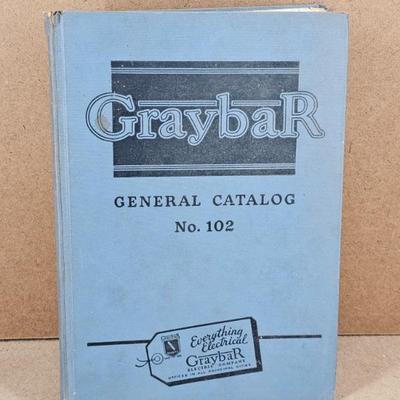 GraybaR
GENERAL CATALOG
No. 102
Everything
Electrical
GraybaR
ELECTRIC COMPANY
OFFICES IN ALL PRINCIPAL CITIES